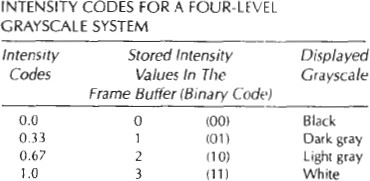 INTENSITY CODES FOR A FOUR-LEVEL
GRAYSCALE SYSTEM
Intensity Stored Intensity Displayed
Codes Values In The Grayscale
Frame Buffer (Binary Code)
0.0 0 (00) Black
0.33 1 (01) Dark gray
0.67 2 (10) Light gray
1.0 3 (11) White